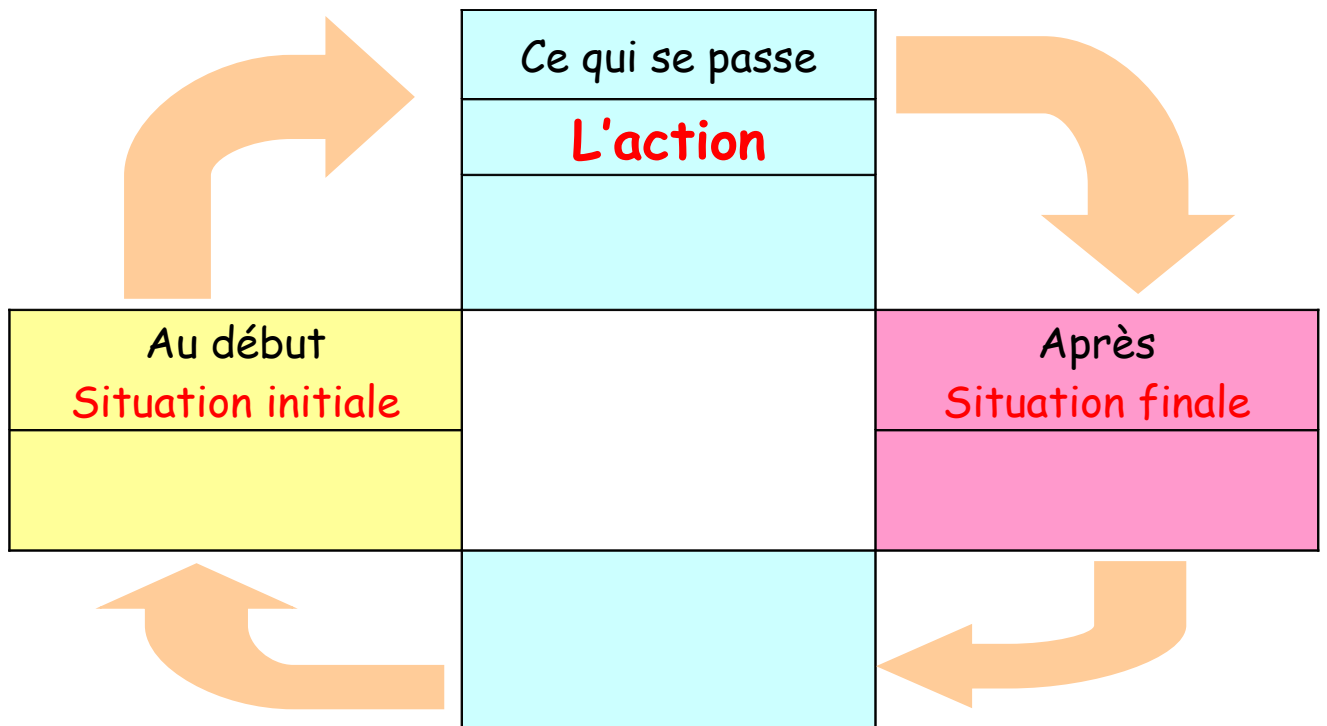 Ce qui se passe
L'action
Au début
Situation initiale
Après
Situation finale